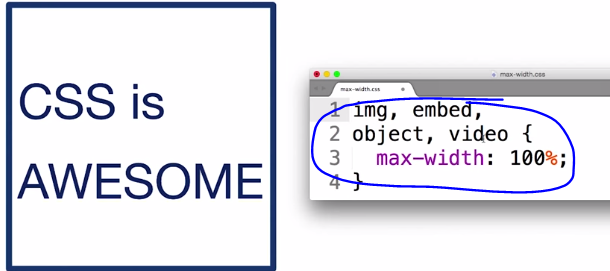 CSS is
AWESOME
max-width.css
max-width.css
1 img, embed,
2 object, video {
3 max-width: 100%;
4 }